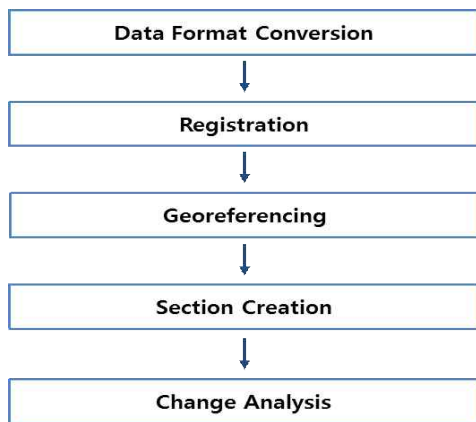 Data Format Conversion
Registration
Georeferencing
Section Creation
Change Analysis